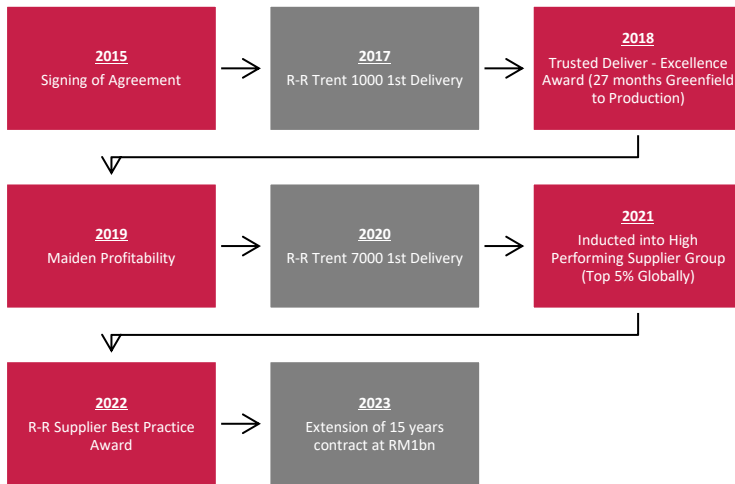 2015
Signing of Agreement
2017
R-R Trent 1000 1st Delivery
2018
Trusted Deliver - Excellence
Award (27 months Greenfield
to Production)
2019
Maiden Profitability
2020
R-R Trent 7000 1st Delivery
2021
Inducted into High
Performing Supplier Group
(Top 5% Globally)
2022
R-R Supplier Best Practice
Award
2023
Extension of 15 years
contract at RM1bn